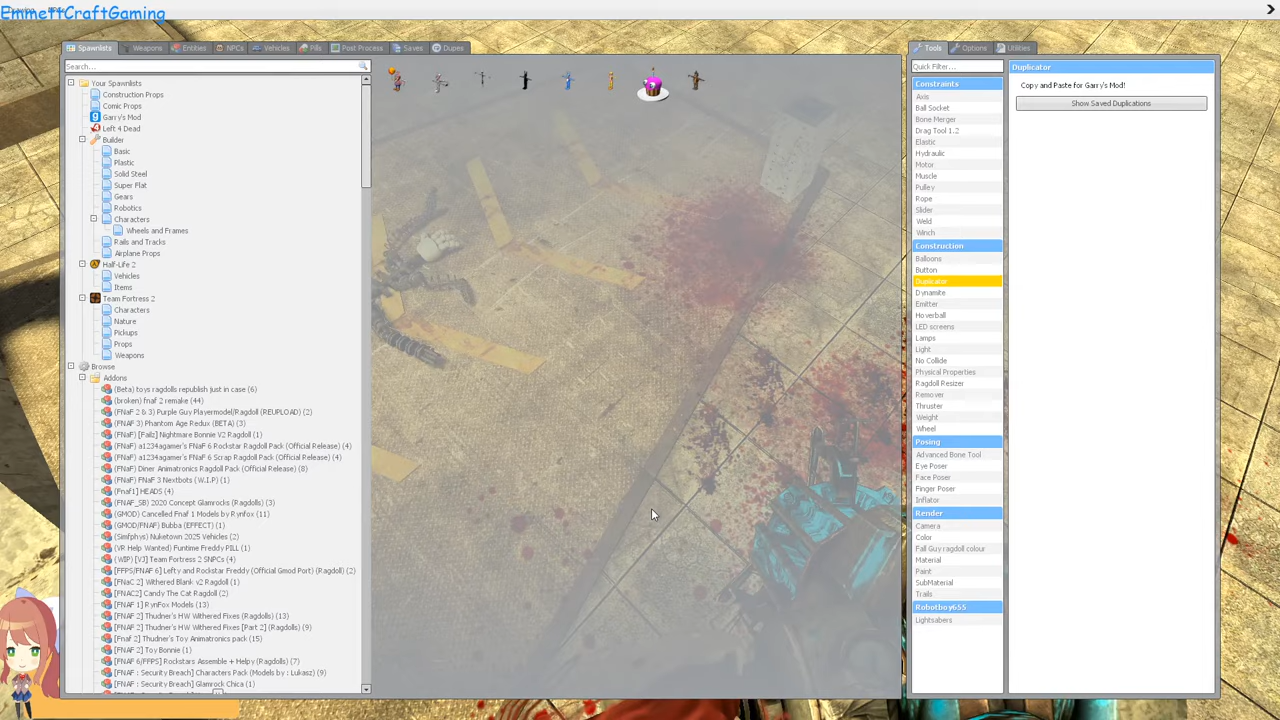 EmmettCraftGaming
Spawnlists
Weapons
Entities
NPCs
Vehicles
Pills
Post Process
Saves
Dupes
Search...
Your Spawnlists
Construction Props
Comic Props
Garry's Mod
Left 4 Dead
Builder
Basic
Plastic
Solid Steel
Super Flat
Gears
Robotics
Characters
Wheels and Frames
Rails and Tracks
Airplane Props
Half-Life 2
Vehicles
Items
Team Fortress 2
Characters
Nature
Pickups
Props
Weapons
Browse
Addons
(Beta) toys ragdolls republish just in case (6)
(broken) fnaf 2 remake (44)
(FNAF 2 & 3) Purple Guy Playermodel/Ragdoll (REUPLOAD) (2)
(FNAF 3) Phantom Age Redux (BETA) (3)
(FNaF) [Failz] Nightmare Bonnie V2 Ragdoll (1)
(FNaF) a1234agamer's FNaF 6 Rockstar Ragdoll Pack (Official Release) (4)
(FNaF) a1234agamer's FNaF 6 Scrap Ragdoll Pack (Official Release) (4)
(FNaF) Diner Animatronics Ragdoll Pack (Official Release) (8)
(FNaF) FNaF 3 Nextbots (W.I.P) (1)
(Fnaf1) HEADS (4)
(FNAF_SB) 2020 Concept Glamrocks (Ragdolls) (3)
(GMOD) Cancelled Fnaf 1 Models by Rynfox (11)
(GMOD/FNAF) Bubba (EFFECT) (1)
(Simfphys) Nuketown 2025 Vehicles (2)
(VR Help Wanted) Funtime Freddy PILL (1)
(WIP) [VJ] Team Fortress 2 SNPCs (4)
[FFPS/FNAF 6] Lefty and Rockstar Freddy (Official Gmod Port) (Ragdoll) (2)
[FNaC 2] Withered Blank v2 Ragdoll (1)
[FNAC2] Candy The Cat Ragdoll (2)
[FNAF 1] RynFox Models (13)
[FNAF 2] Thudner's HW Withered Fixes (Ragdolls) (13)
[FNAF 2] Thudner's HW Withered Fixes [Part 2] (Ragdolls) (9)
[Fnaf 2] Thudner's Toy Animatronics pack (15)
[FNAF 2] Toy Bonnie (1)
[FNAF 6/FFPS] Rockstars Assemble + Helpy (Ragdolls) (7)
[FNAF : Security Breach] Characters Pack (Models by : Lukasz) (9)
[FNAF : Security Breach] Glamrock Chica (1)
Tools
Options
Utilities
Quick Filter...
Constraints
Axis
Ball Socket
Bone Merger
Drag Tool 1.2
Elastic
Hydraulic
Motor
Muscle
Pulley
Rope
Slider
Weld
Winch
Construction
Balloons
Button
Duplicator
Dynamite
Emitter
Hoverball
LED screens
Lamps
Light
No Collide
Physical Properties
Ragdoll Resizer
Remover
Thruster
Weight
Wheel
Posing
Advanced Bone Tool
Eye Poser
Face Poser
Finger Poser
Inflator
Render
Camera
Color
Fall Guy ragdoll colour
Material
Paint
SubMaterial
Trails
Robotboy655
Lightsabers
Duplicator
Copy and Paste for Garry's Mod!
Show Saved Duplications